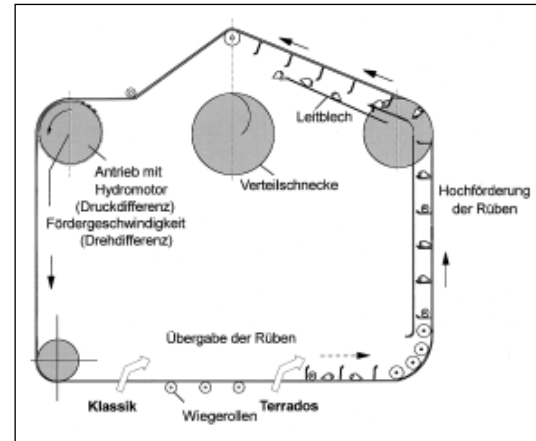 Leitblech
Antrieb mit
Hydromotor
(Druckdifferenz)
Fördergeschwindigkeit
(Drehdifferenz)
Verteilschnecke
Hochförderung
der Rüben
Übergabe der Rüben
Klassik
Wiegerollen
Terrados